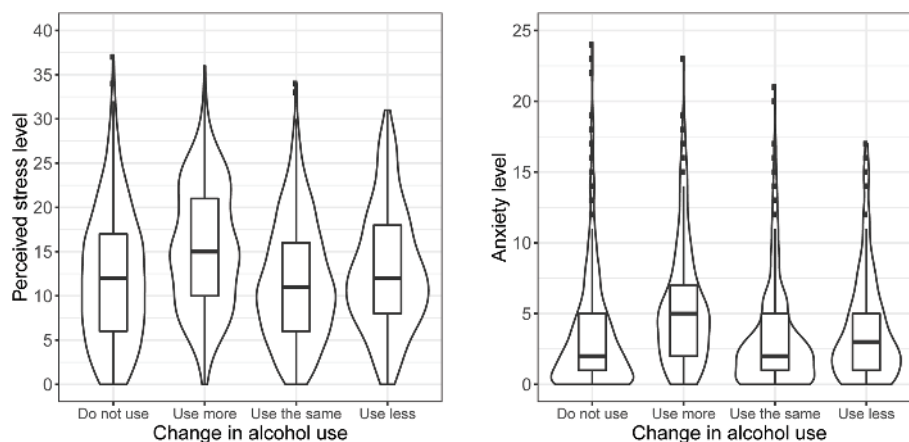 Perceived stress level
40
35
30
25
20
15
10
5
0
Do not use Use more Use the same Use less
Change in alcohol use
Anxiety level
25
20
15
10
5
0
Do not use Use more Use the same Use less
Change in alcohol use